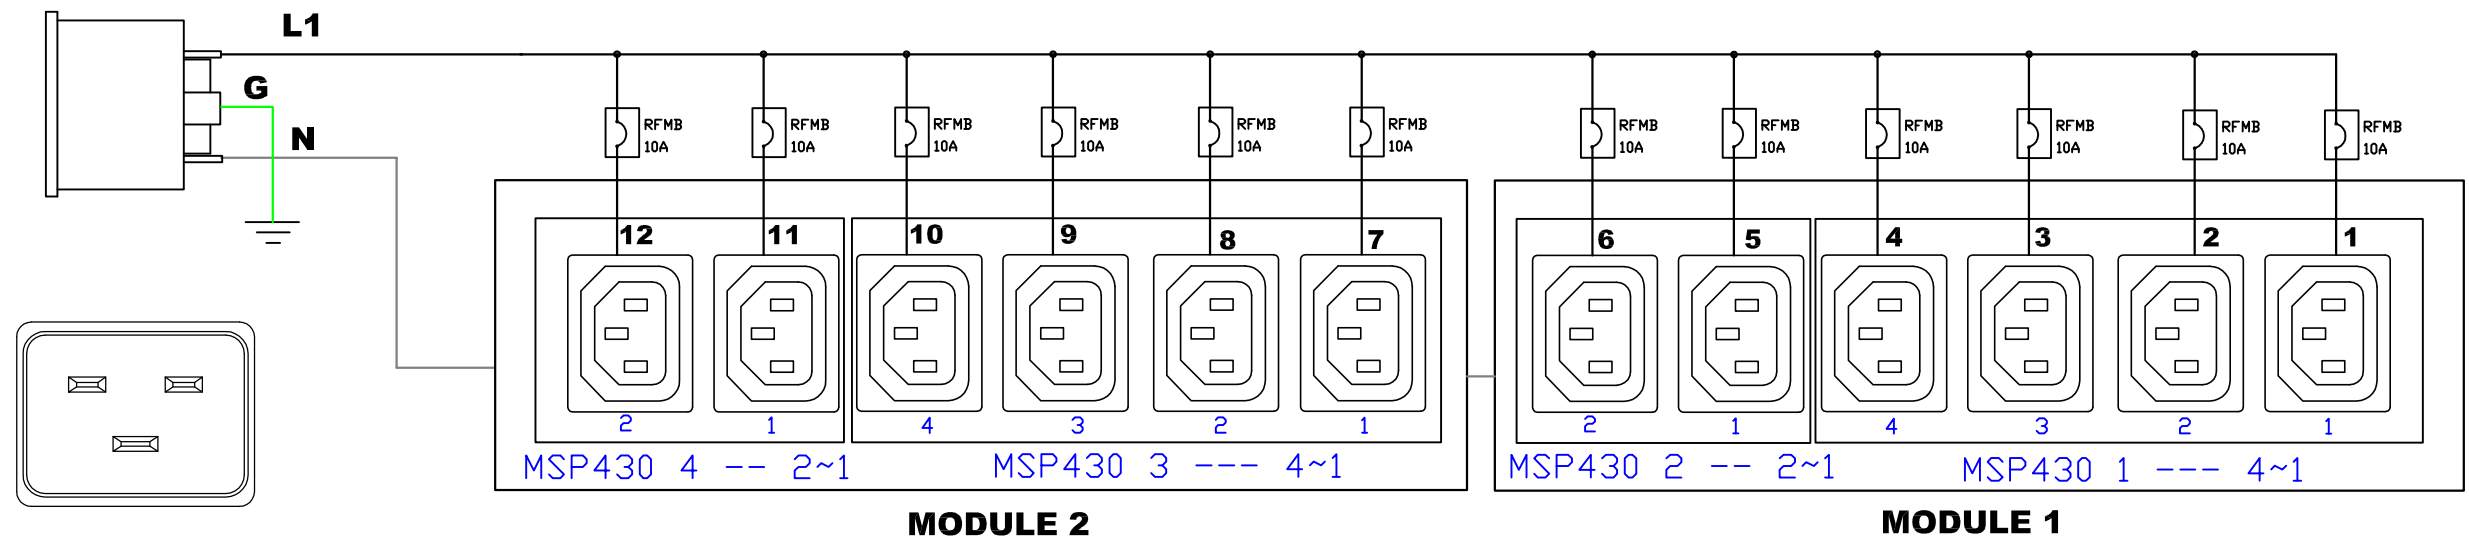 L1
G
N
RFMB
10A
RFMB
10A
RFMB
10A
RFMB
10A
RFMB
10A
RFMB
10A
RFMB
10A
RFMB
10A
RFMB
10A
RFMB
10A
RFMB
10A
RFMB
10A
12 11 10 9 8 7 6 5 4 3 2 1
2 1 4 3 2 1 2 1 4 3 2 1
MSP430 4 -- 2~1
MSP430 3 --- 4~1
MSP430 2 -- 2~1
MSP430 1 --- 4~1
MODULE 2
MODULE 1